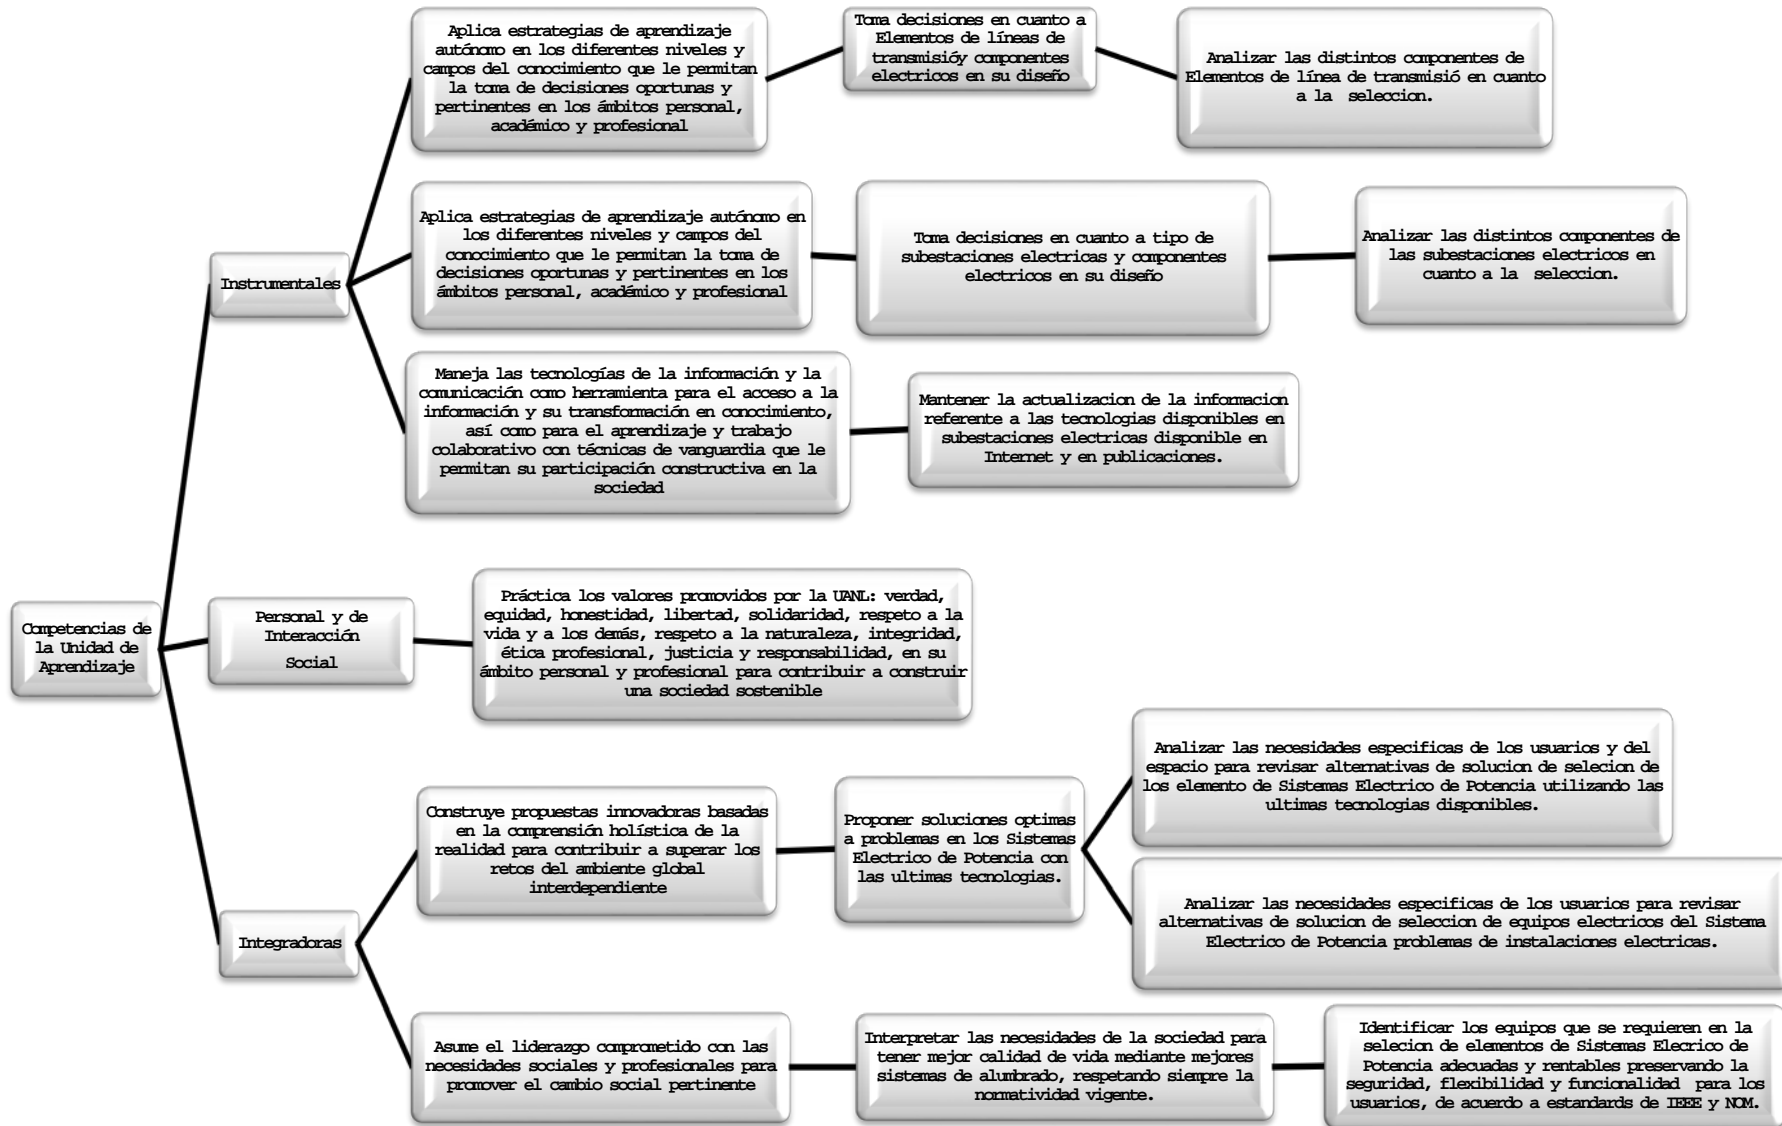 Competencias de
la Unidad de
Aprendizaje
Instrumentales
Aplica estrategias de aprendizaje
autónomo en los diferentes niveles y
campos del conocimiento que le permitan
la toma de decisiones oportunas y
pertinentes en los ámbitos personal,
académico y profesional
Toma decisiones en cuanto a
Elementos de líneas de
transmisióy componentes
electricos en su diseño
Analizar las distintos componentes de
Elementos de línea de transmisió en cuanto
a la seleccion.
Aplica estrategias de aprendizaje autónomo en
los diferentes niveles y campos del
conocimiento que le permitan la toma de
decisiones oportunas y pertinentes en los
ámbitos personal, académico y profesional
Toma decisiones en cuanto a tipo de
subestaciones electricas y componentes
electricos en su diseño
Analizar las distintos componentes de
las subestaciones electricos en
cuanto a la seleccion.
Maneja las tecnologías de la información y la
comunicación como herramienta para el acceso a la
información y su transformación en conocimiento,
así como para el aprendizaje y trabajo
colaborativo con técnicas de vanguardia que le
permitan su participación constructiva en la
sociedad
Mantener la actualizacion de la informacion
referente a las tecnologias disponibles en
subestaciones electricas disponible en
Internet y en publicaciones.
Personal y de
Interacción
Social
Práctica los valores promovidos por la UANL: verdad,
equidad, honestidad, libertad, solidaridad, respeto a la
vida y a los demás, respeto a la naturaleza, integridad,
ética profesional, justicia y responsabilidad, en su
ámbito personal y profesional para contribuir a construir
una sociedad sostenible
Integradoras
Construye propuestas innovadoras basadas
en la comprensión holística de la
realidad para contribuir a superar los
retos del ambiente global
interdependiente
Proponer soluciones optimas
a problemas en los Sistemas
Electrico de Potencia con
las ultimas tecnologias.
Analizar las necesidades especificas de los usuarios y del
espacio para revisar alternativas de solucion de selecion de
los elemento de Sistemas Electrico de Potencia utilizando las
ultimas tecnologias disponibles.
Analizar las necesidades especificas de los usuarios para revisar
alternativas de solucion de seleccion de equipos electricos del Sistema
Electrico de Potencia problemas de instalaciones electricas.
Asume el liderazgo comprometido con las
necesidades sociales y profesionales para
promover el cambio social pertinente
Interpretar las necesidades de la sociedad para
tener mejor calidad de vida mediante mejores
sistemas de alumbrado, respetando siempre la
normatividad vigente.
Identificar los equipos que se requieren en la
selecion de elementos de Sistemas Elecrico de
Potencia adecuadas y rentables preservando la
seguridad, flexibilidad y funcionalidad para los
usuarios, de acuerdo a estandards de IEEE y NOM.